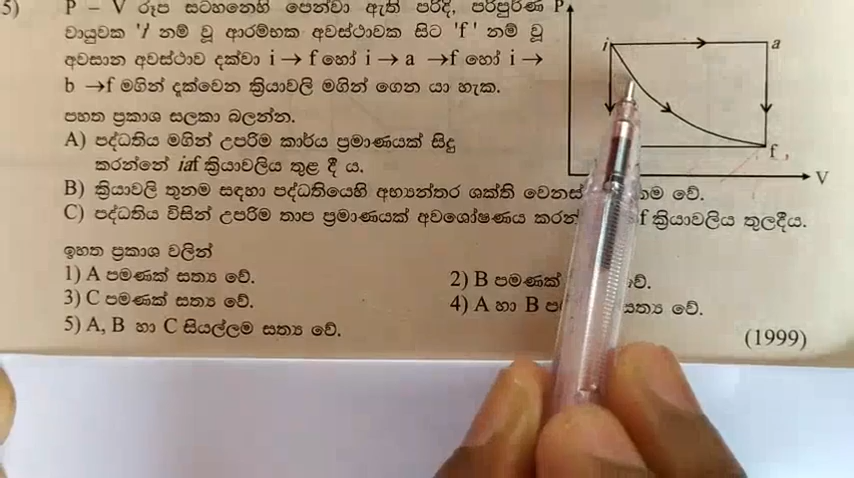 5) P – V රූප සටහනෙහි පෙන්වා ඇති පරිදි, පරිපූර්ණ
වායුවක 'i' නම් වූ ආරම්භක අවස්ථාවක සිට 'f' නම් වූ
අවසාන අවස්ථාව දක්වා i → f හෝ i → a → f හෝ i →
b → f මගින් දැක්වෙන ක්‍රියාවලි මගින් ගෙන යා හැක.
පහත ප්‍රකාශ සලකා බලන්න.
A) පද්ධතිය මගින් උපරිම කාර්ය ප්‍රමාණයක් සිදු
කරන්නේ iaf ක්‍රියාවලිය තුළ දී ය.
B) ක්‍රියාවලි තුනම සඳහා පද්ධතියෙහි අභ්‍යන්තර ශක්ති වෙනස් වේ.
C) පද්ධතිය විසින් උපරිම තාප ප්‍රමාණයක් අවශෝෂණය ක්‍රියාවලිය තුලදීය.
ඉහත ප්‍රකාශ වලින්
1) A පමණක් සත්‍ය වේ. 2) B පමණක් වේ.
3) C පමණක් සත්‍ය වේ. 4) A හා B සත්‍ය වේ.
5) A, B හා C සියල්ලම සත්‍ය වේ.
(1999)
P
i
a
f
V